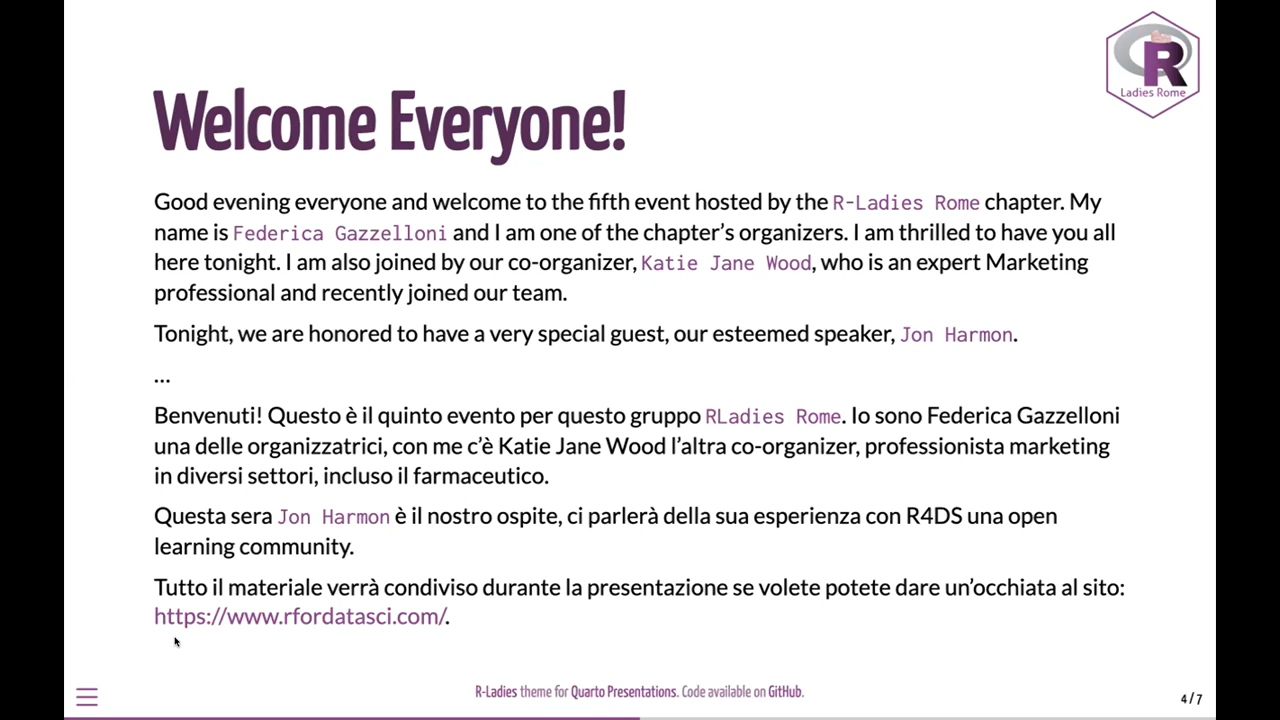 R
Ladies Rome
Welcome Everyone!
Good evening everyone and welcome to the fifth event hosted by the R-Ladies Rome chapter. My
name is Federica Gazzelloni and I am one of the chapter’s organizers. I am thrilled to have you all
here tonight. I am also joined by our co-organizer, Katie Jane Wood, who is an expert Marketing
professional and recently joined our team.
Tonight, we are honored to have a very special guest, our esteemed speaker, Jon Harmon.
…
Benvenuti! Questo è il quinto evento per questo gruppo RLadies Rome. Io sono Federica Gazzelloni
una delle organizzatrici, con me c’è Katie Jane Wood l’altra co-organizer, professionista marketing
in diversi settori, incluso il farmaceutico.
Questa sera Jon Harmon è il nostro ospite, ci parlerà della sua esperienza con R4DS una open
learning community.
Tutto il materiale verrà condiviso durante la presentazione se volete potete dare un’occhiata al sito:
https://www.rfordatasci.com/.
R-Ladies theme for Quarto Presentations. Code available on GitHub.
4 / 7